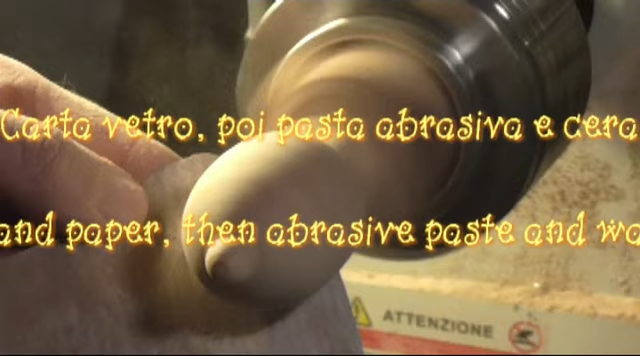 Carta vetro, poi pasta abrasiva e cera
and paper, then abrasive paste and wa
ATTENZIONE